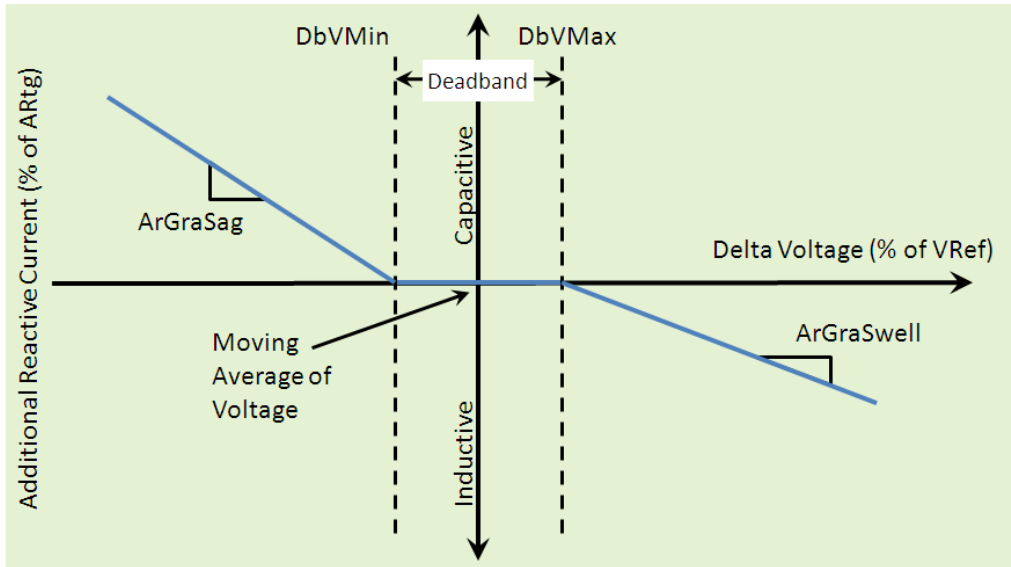 DbVMin
DbVMax
Deadband
Additional Reactive Current (% of ARtg)
Capacitive
ArGraSag
Delta Voltage (% of VRef)
Moving
Average of
Voltage
ArGraSwell
Inductive